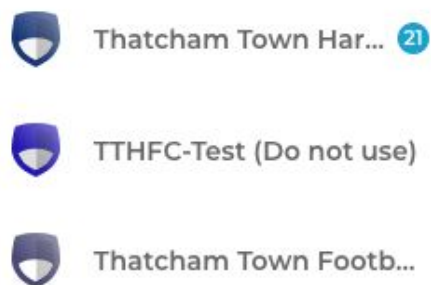 Thatcham Town Har... 21
TTHFC-Test (Do not use)
Thatcham Town Footb...